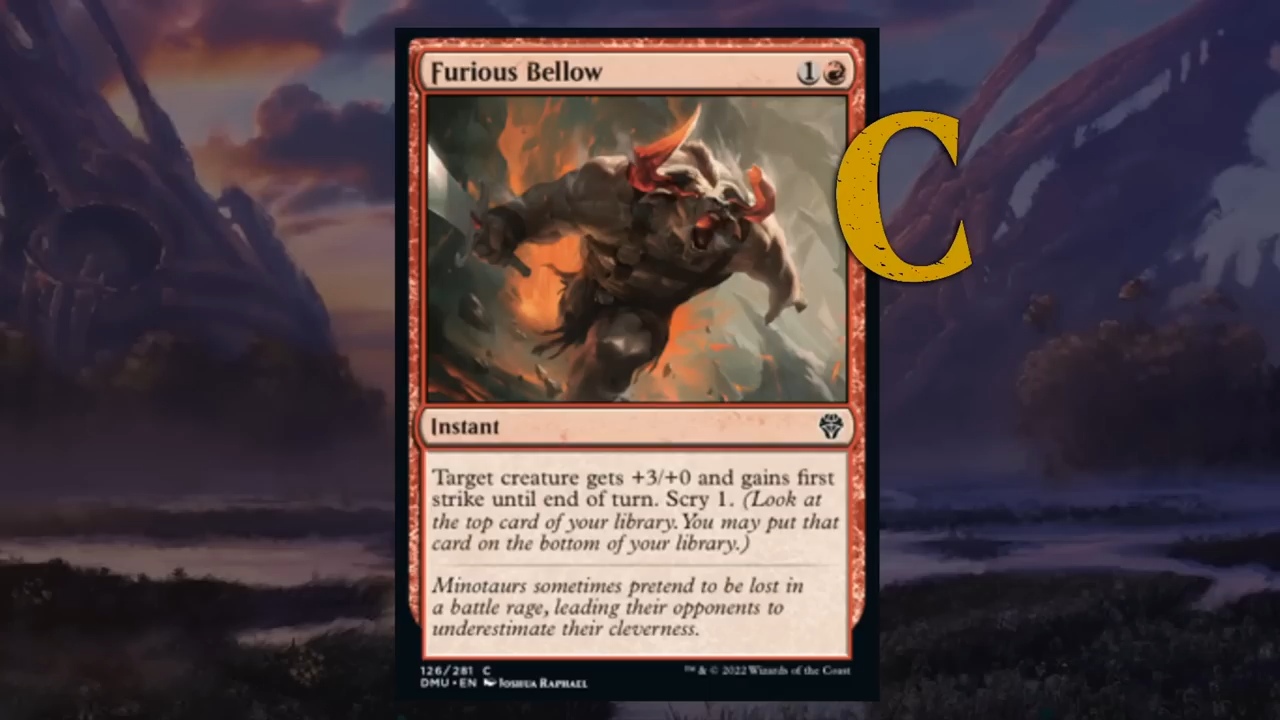 Furious Bellow 1
C
Instant
Target creature gets +3/+0 and gains first
strike until end of turn. Scry 1. (Look at
the top card of your library. You may put that
card on the bottom of your library.)
Minotaurs sometimes pretend to be lost in
a battle rage, leading their opponents to
underestimate their cleverness.
126/281 C
™ & © 2022 Wizards of the Coast
DMU • EN Joshua Raphael